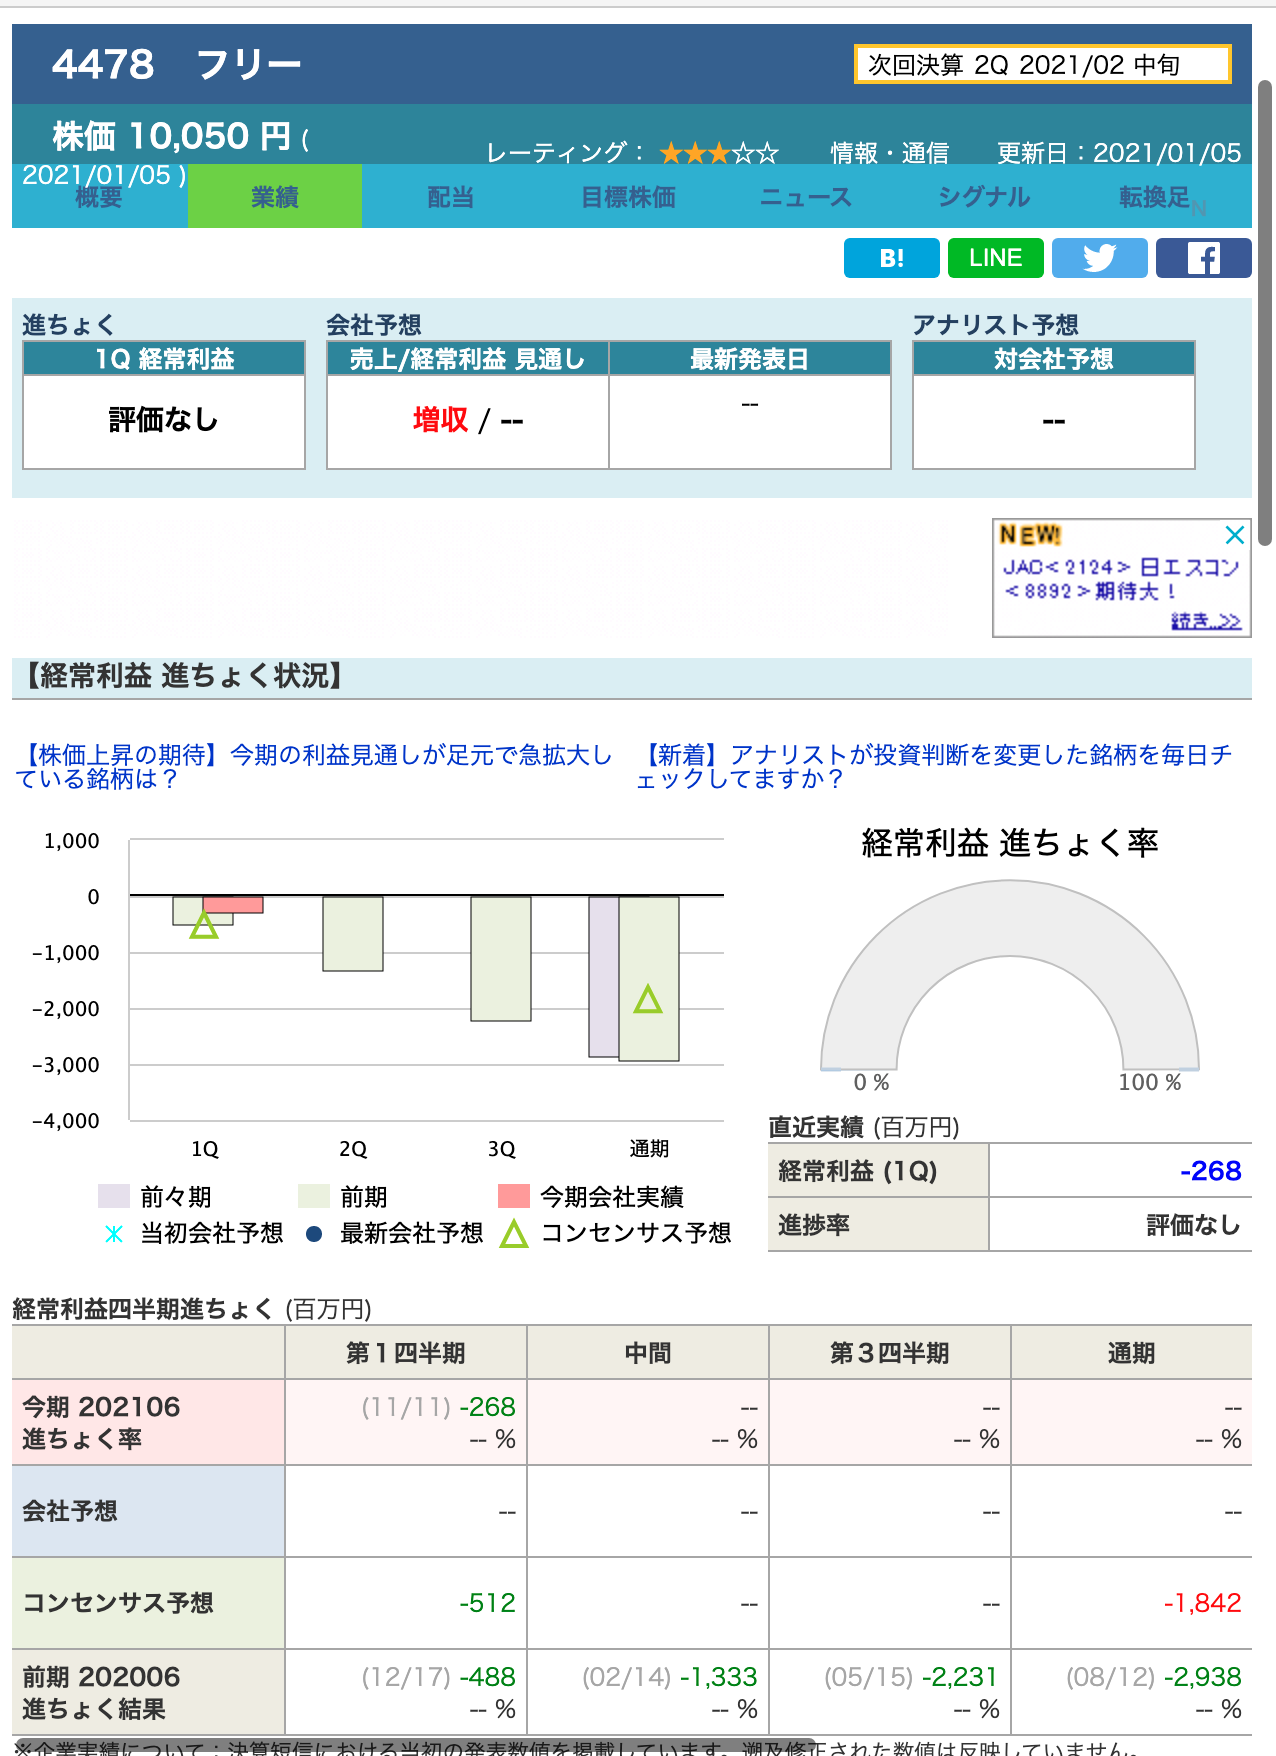 4478 フリー
次回決算 2Q 2021/02 中旬
株価 10,050 円 (
2021/01/05 )
レーティング： ★★★☆☆ 情報・通信 更新日：2021/01/05
概要 業績 配当 目標株価 ニュース シグナル 転換足 N
B! LINE
進ちょく 会社予想 アナリスト予想
1Q 経常利益 売上/経常利益 見通し 最新発表日 対会社予想
評価なし 増収 / -- -- --
NEW!
JAC<2124> 日エスコン
<8892>期待大！
続き..>>
【経常利益 進ちょく状況】
【株価上昇の期待】今期の利益見通しが足元で急拡大し
ている銘柄は？
【新着】アナリストが投資判断を変更した銘柄を毎日チ
ェックしてますか？
1,000
0
-1,000
-2,000
-3,000
-4,000
1Q 2Q 3Q 通期
前々期 前期 今期会社実績
当初会社予想 最新会社予想 コンセンサス予想
経常利益 進ちょく率
0 % 100 %
直近実績 (百万円)
経常利益 (1Q) -268
進捗率 評価なし
経常利益四半期進ちょく (百万円)
第１四半期 中間 第３四半期 通期
今期 202106 (11/11) -268 -- -- --
進ちょく率 -- % -- % -- % -- %
会社予想 -- -- -- --
コンセンサス予想 -512 -- -- -1,842
前期 202006 (12/17) -488 (02/14) -1,333 (05/15) -2,231 (08/12) -2,938
進ちょく結果 -- % -- % -- % -- %
※企業実績について：決算短信における当初の発表数値を掲載しています。遡及修正された数値は反映していません。